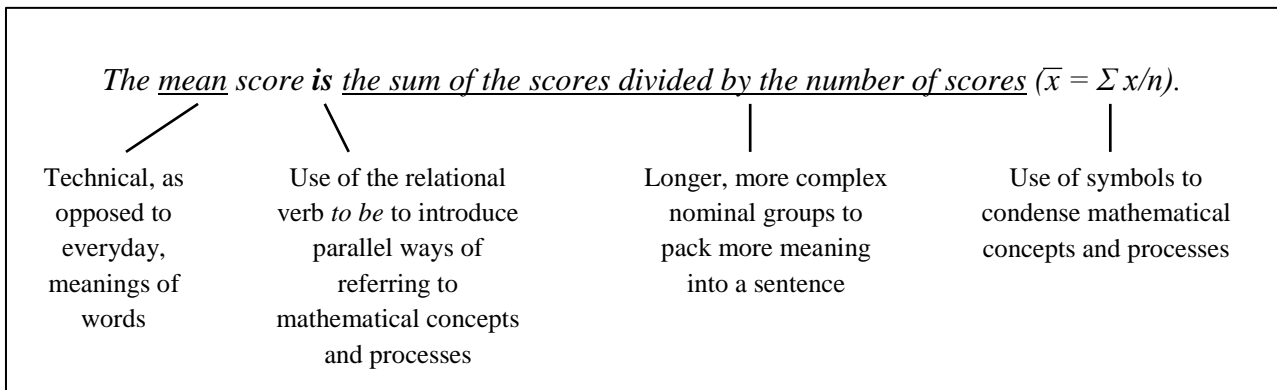 The mean score is the sum of the scores divided by the number of scores (x̅ = Σ x/n).
Technical, as
opposed to
everyday,
meanings of
words
Use of the relational
verb to be to introduce
parallel ways of
referring to
mathematical concepts
and processes
Longer, more complex
nominal groups to
pack more meaning
into a sentence
Use of symbols to
condense mathematical
concepts and processes